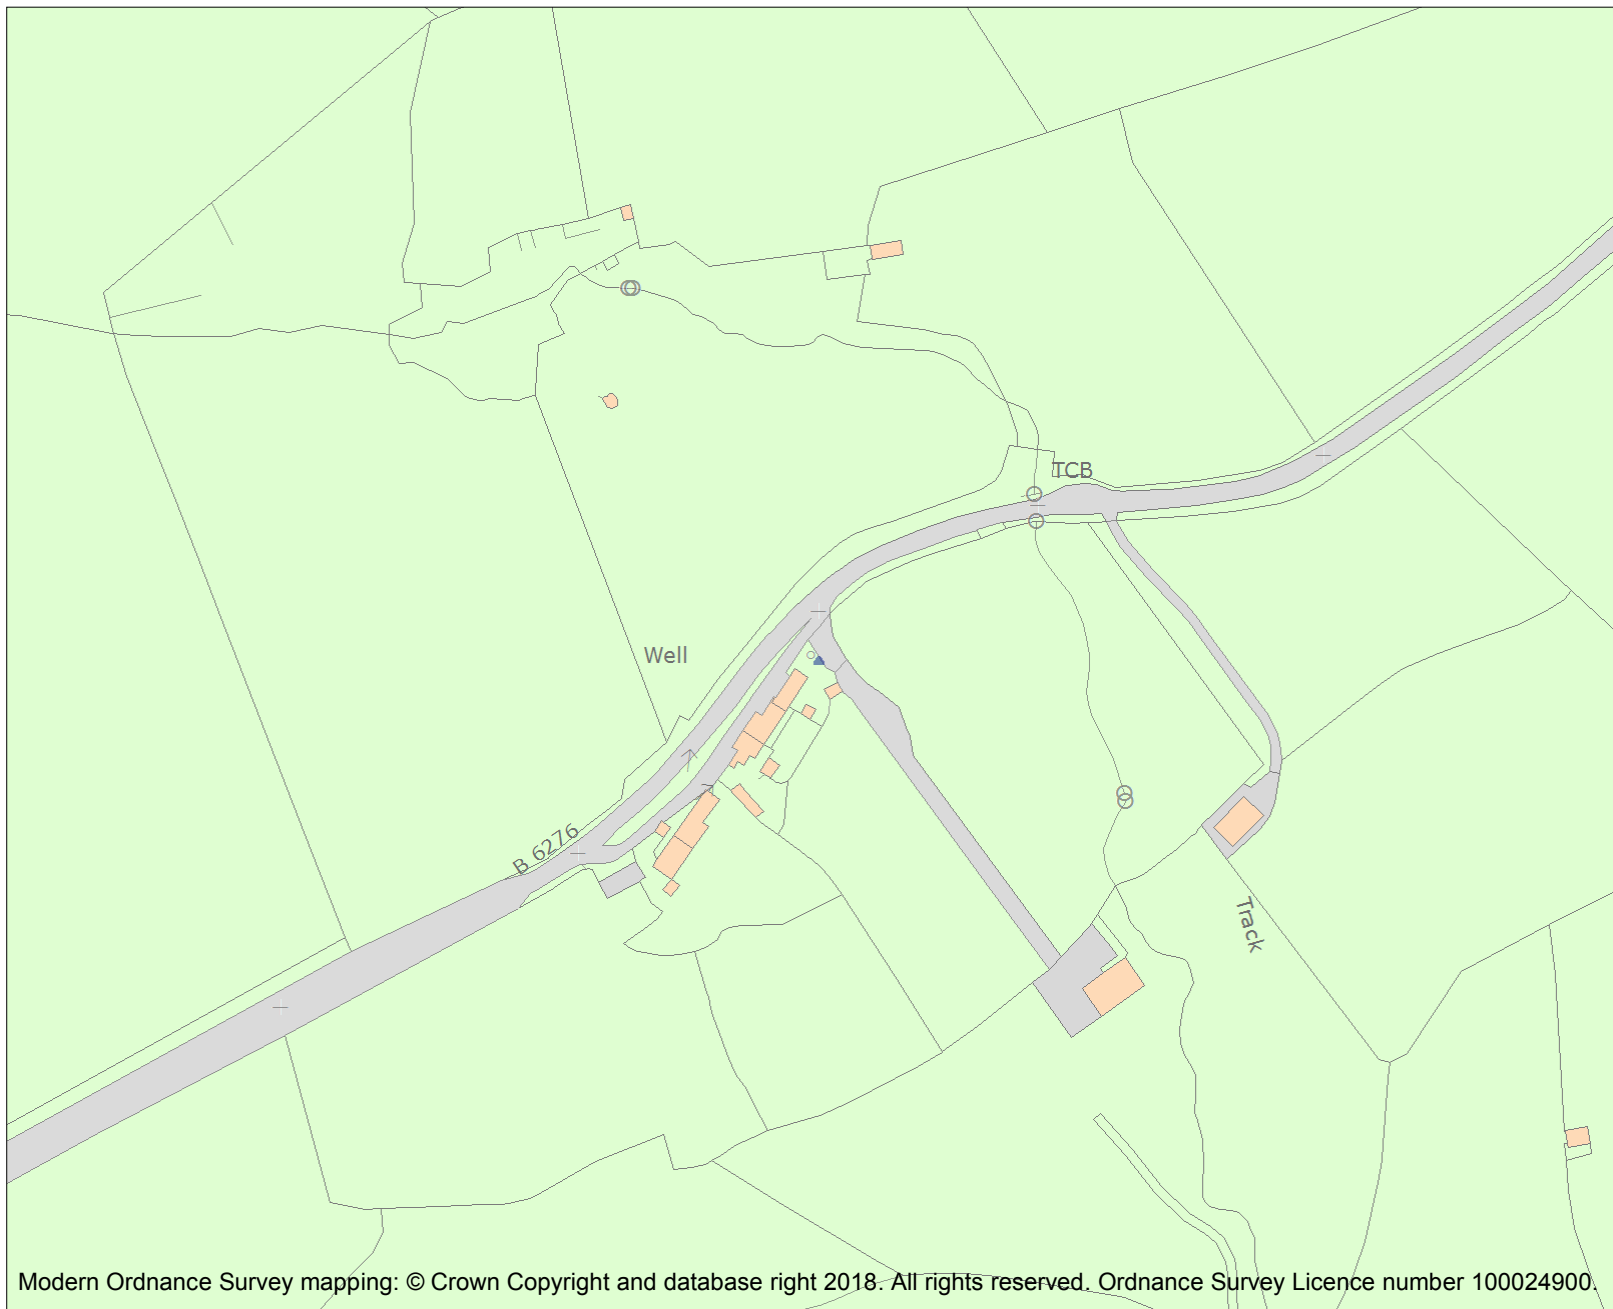 TCB
Well
B 6276
Track
Modern Ordnance Survey mapping: © Crown Copyright and database right 2018. All rights reserved. Ordnance Survey Licence number 100024900.